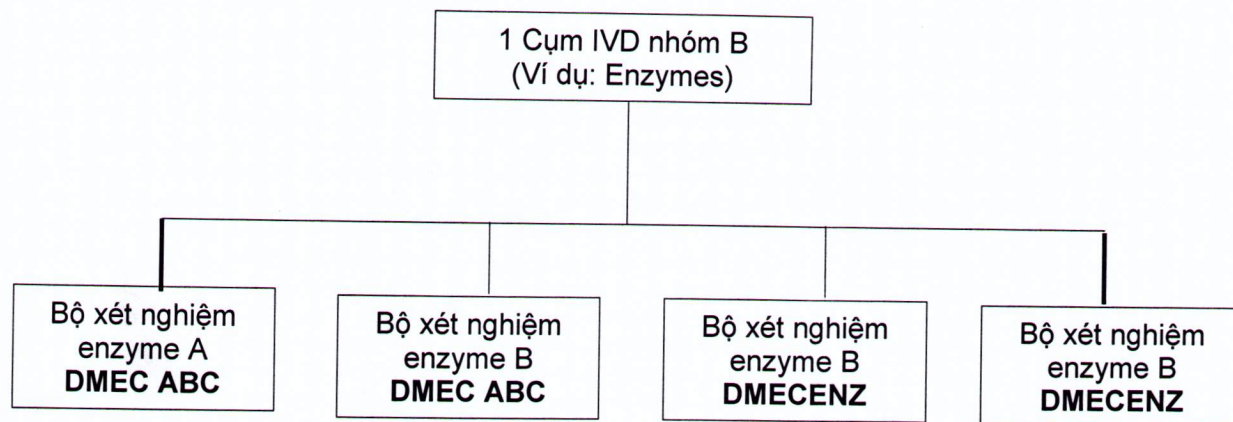 1 Cụm IVD nhóm B
(Ví dụ: Enzymes)
Bộ xét nghiệm
enzyme A
DMEC ABC
Bộ xét nghiệm
enzyme B
DMEC ABC
Bộ xét nghiệm
enzyme B
DMECENZ
Bộ xét nghiệm
enzyme B
DMECENZ